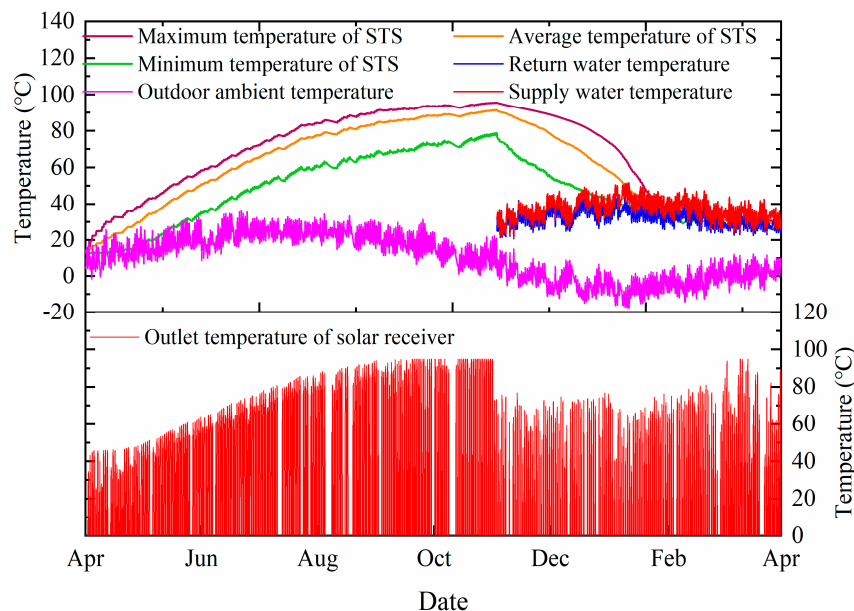 140
120
100
80
60
40
20
0
-20
Temperature (°C)
Maximum temperature of STS
Average temperature of STS
Minimum temperature of STS
Return water temperature
Outdoor ambient temperature
Supply water temperature
Outlet temperature of solar receiver
120
100
80
60
40
20
0
Temperature (°C)
Apr Jun Aug Oct Dec Feb Apr
Date